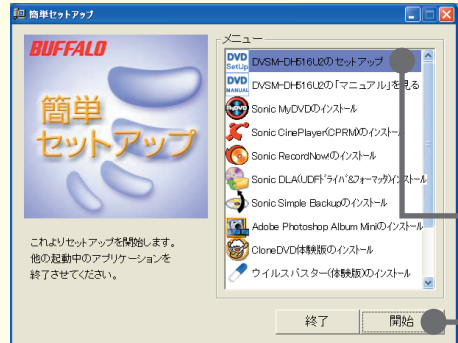 簡単セットアップ
BUFFALO
簡単
セットアップ
これよりセットアップを開始します。
他の起動中のアプリケーションを
終了させてください。
メニュー
DVD SetUp DVSM-DH516U2のセットアップ
DVD MANUAL DVSM-DH516U2の「マニュアル」を見る
MyDVD Sonic MyDVDのインストール
Sonic CinePlayer(CPRM)のインストール
Sonic RecordNow!のインストール
Sonic DLA(UDFドライバ&フォーマッタ)インストール
Sonic Simple Backupのインストール
Adobe Photoshop Album Miniのインストール
CloneDVD体験版のインストール
ウイルスバスター(体験版)のインストール
終了
開始